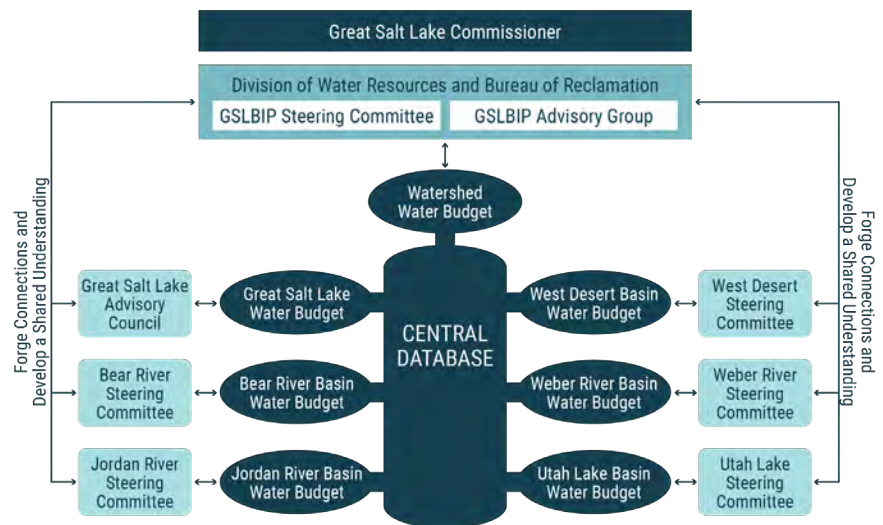 Great Salt Lake Commissioner
Division of Water Resources and Bureau of Reclamation
GSLBIP Steering Committee
GSLBIP Advisory Group
Watershed
Water Budget
Forge Connections and
Develop a Shared Understanding
Great Salt Lake
Advisory
Council
Great Salt Lake
Water Budget
CENTRAL
DATABASE
West Desert Basin
Water Budget
West Desert
Steering
Committee
Forge Connections and
Develop a Shared Understanding
Bear River
Steering
Committee
Bear River Basin
Water Budget
Weber River Basin
Water Budget
Weber River
Steering
Committee
Jordan River
Steering
Committee
Jordan River Basin
Water Budget
Utah Lake Basin
Water Budget
Utah Lake
Steering
Committee